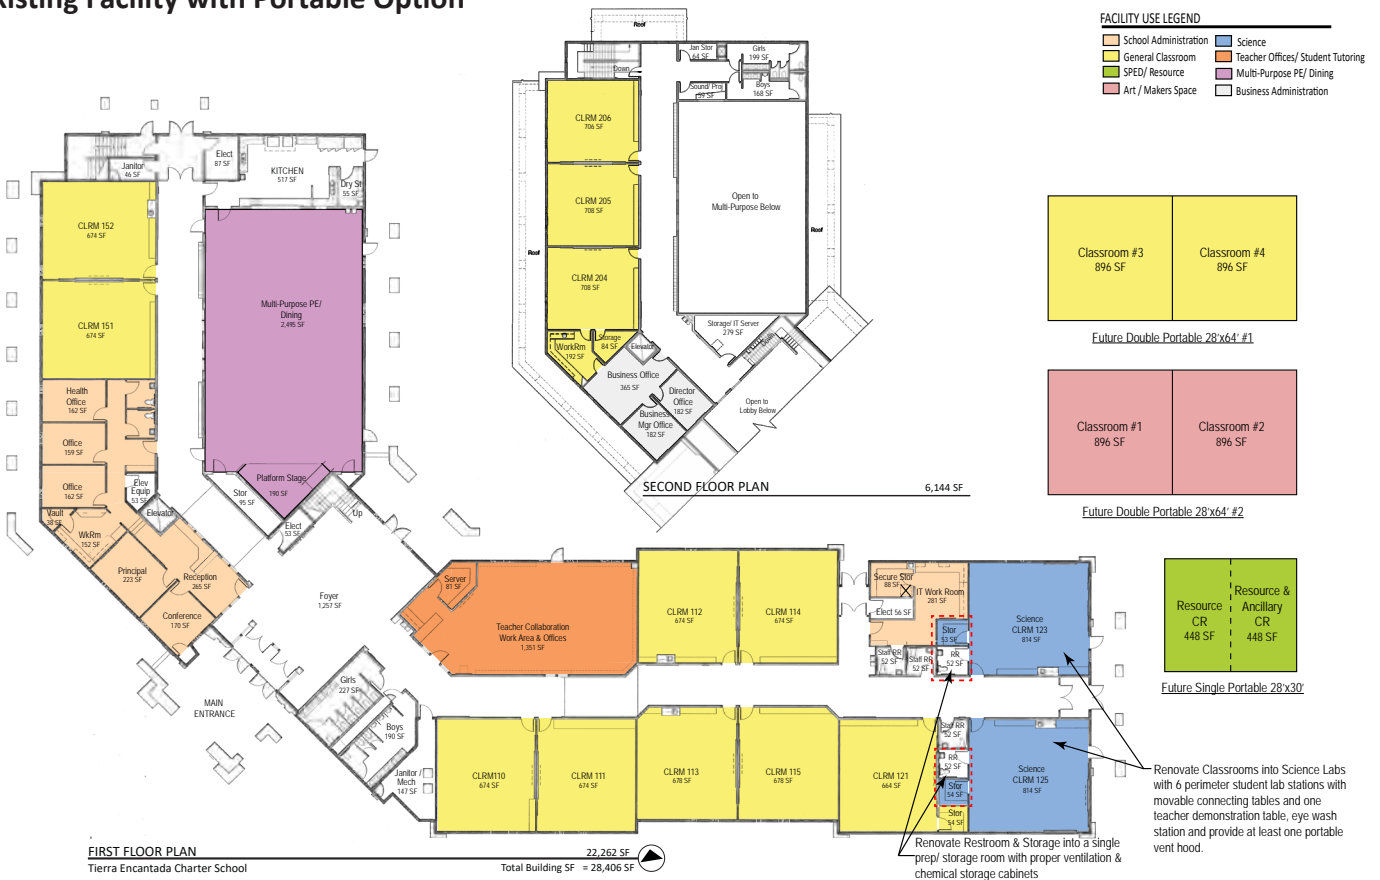 xisting Facility with Portable Option
FACILITY USE LEGEND
School Administration
General Classroom
SPED/ Resource
Art / Makers Space
Science
Teacher Offices/ Student Tutoring
Multi-Purpose PE/ Dining
Business Administration
Roof
Jan Stor
64 SF
Girls
199 SF
Down
Sound/ Proj
59 SF
Boys
168 SF
CLRM 206
706 SF
CLRM 205
708 SF
CLRM 204
708 SF
Open to
Multi-Purpose Below
Roof
Roof
WorkRm
192 SF
Storage
84 SF
Elevator
Storage/ IT Server
279 SF
Down
Business Office
365 SF
Director
Office
182 SF
Business
Mgr Office
182 SF
Open to
Lobby Below
SECOND FLOOR PLAN
6,144 SF
Janitor
46 SF
Elect
87 SF
KITCHEN
517 SF
Dry St
55 SF
CLRM 152
674 SF
CLRM 151
674 SF
Multi-Purpose PE/
Dining
2,495 SF
Health
Office
162 SF
Office
159 SF
Office
162 SF
Elev
Equip
53 SF
Elevator
Vault
38 SF
WkRm
152 SF
Principal
223 SF
Reception
265 SF
Conference
170 SF
Platform Stage
190 SF
Stor
95 SF
Elect
53 SF
Up
Foyer
1,257 SF
MAIN
ENTRANCE
Girls
227 SF
Boys
190 SF
Janitor /
Mech
147 SF
Server
81 SF
Teacher Collaboration
Work Area & Offices
1,351 SF
CLRM 112
674 SF
CLRM 114
674 SF
Secure Stor
88 SF
IT Work Room
281 SF
Elect 56 SF
Stor
53 SF
Staff RR
52 SF
Staff RR
52 SF
RR
52 SF
Science
CLRM 123
814 SF
CLRM110
674 SF
CLRM 111
674 SF
CLRM 113
678 SF
CLRM 115
678 SF
CLRM 121
664 SF
Staff RR
52 SF
RR
52 SF
Stor
54 SF
Stor
54 SF
Science
CLRM 125
814 SF
Classroom #3
896 SF
Classroom #4
896 SF
Future Double Portable 28'x64' #1
Classroom #1
896 SF
Classroom #2
896 SF
Future Double Portable 28'x64' #2
Resource
CR
448 SF
Resource &
Ancillary
CR
448 SF
Future Single Portable 28'x30'
Renovate Classrooms into Science Labs
with 6 perimeter student lab stations with
movable connecting tables and one
teacher demonstration table, eye wash
station and provide at least one portable
vent hood.
Renovate Restroom & Storage into a single
prep/ storage room with proper ventilation &
chemical storage cabinets
FIRST FLOOR PLAN
22,262 SF
Tierra Encantada Charter School
Total Building SF = 28,406 SF